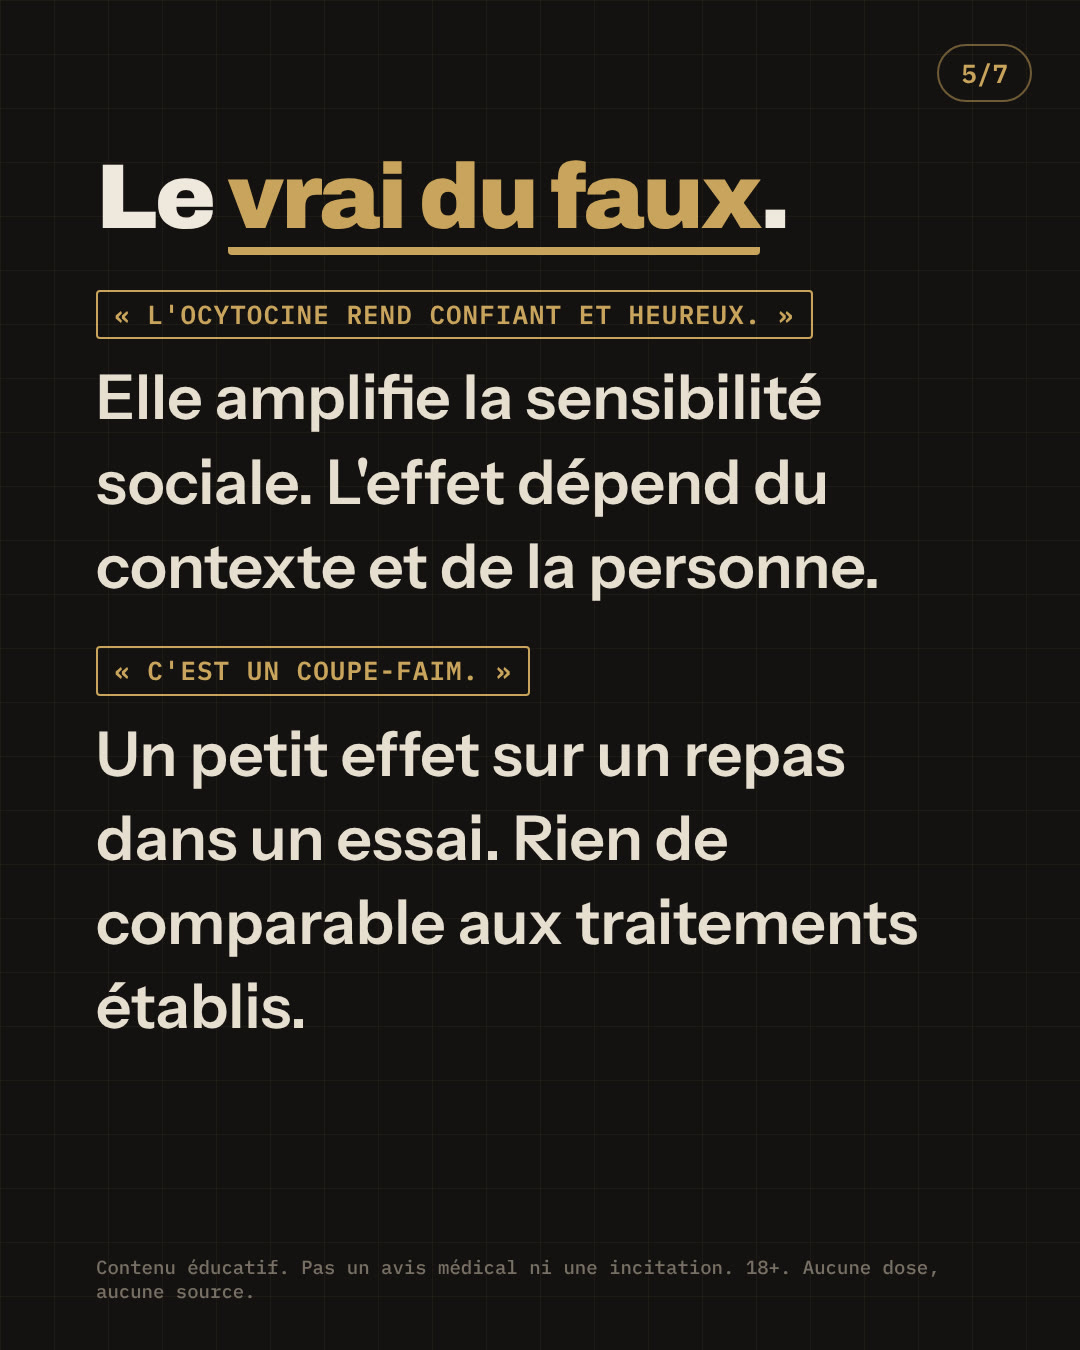 5/7
Le vrai du faux.
« L'OCYTOCINE REND CONFIANT ET HEUREUX. »
Elle amplifie la sensibilité
sociale. L'effet dépend du
contexte et de la personne.
« C'EST UN COUPE-FAIM. »
Un petit effet sur un repas
dans un essai. Rien de
comparable aux traitements
établis.
Contenu éducatif. Pas un avis médical ni une incitation. 18+. Aucune dose,
aucune source.